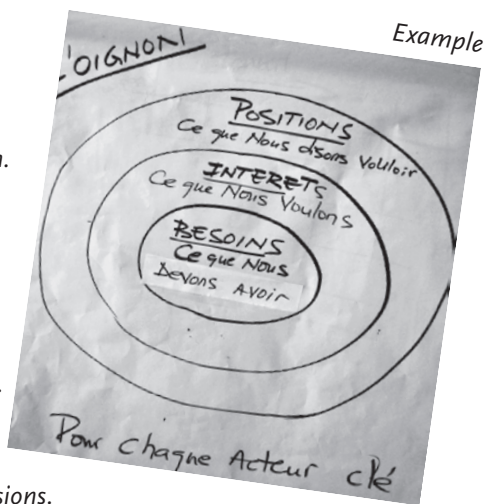 Example
L'OIGNON
POSITIONS
Ce que Nous disons Vouloir
INTERETS
Ce que Nous Voulons
BESOINS
Ce que Nous
Devons Avoir
Pour chaque Acteur clé